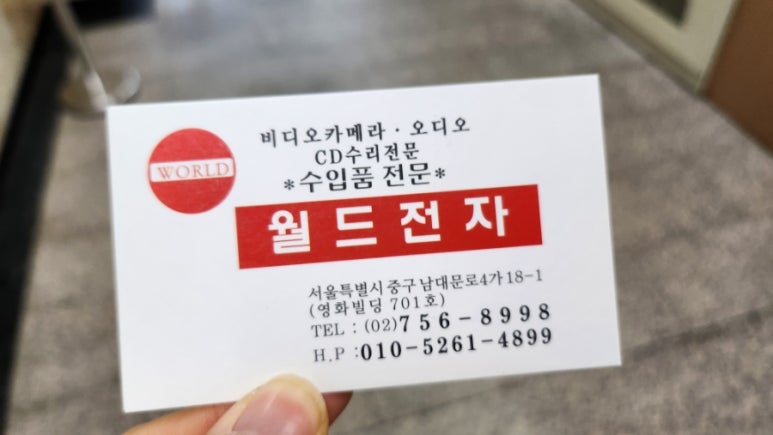 WORLD
비디오카메라 · 오디오
CD수리전문
*수입품 전문*
월드전자
서울특별시 중구 남대문로4가 18-1
(영화빌딩 701호)
TEL : (02)756-8998
H.P :010-5261-4899